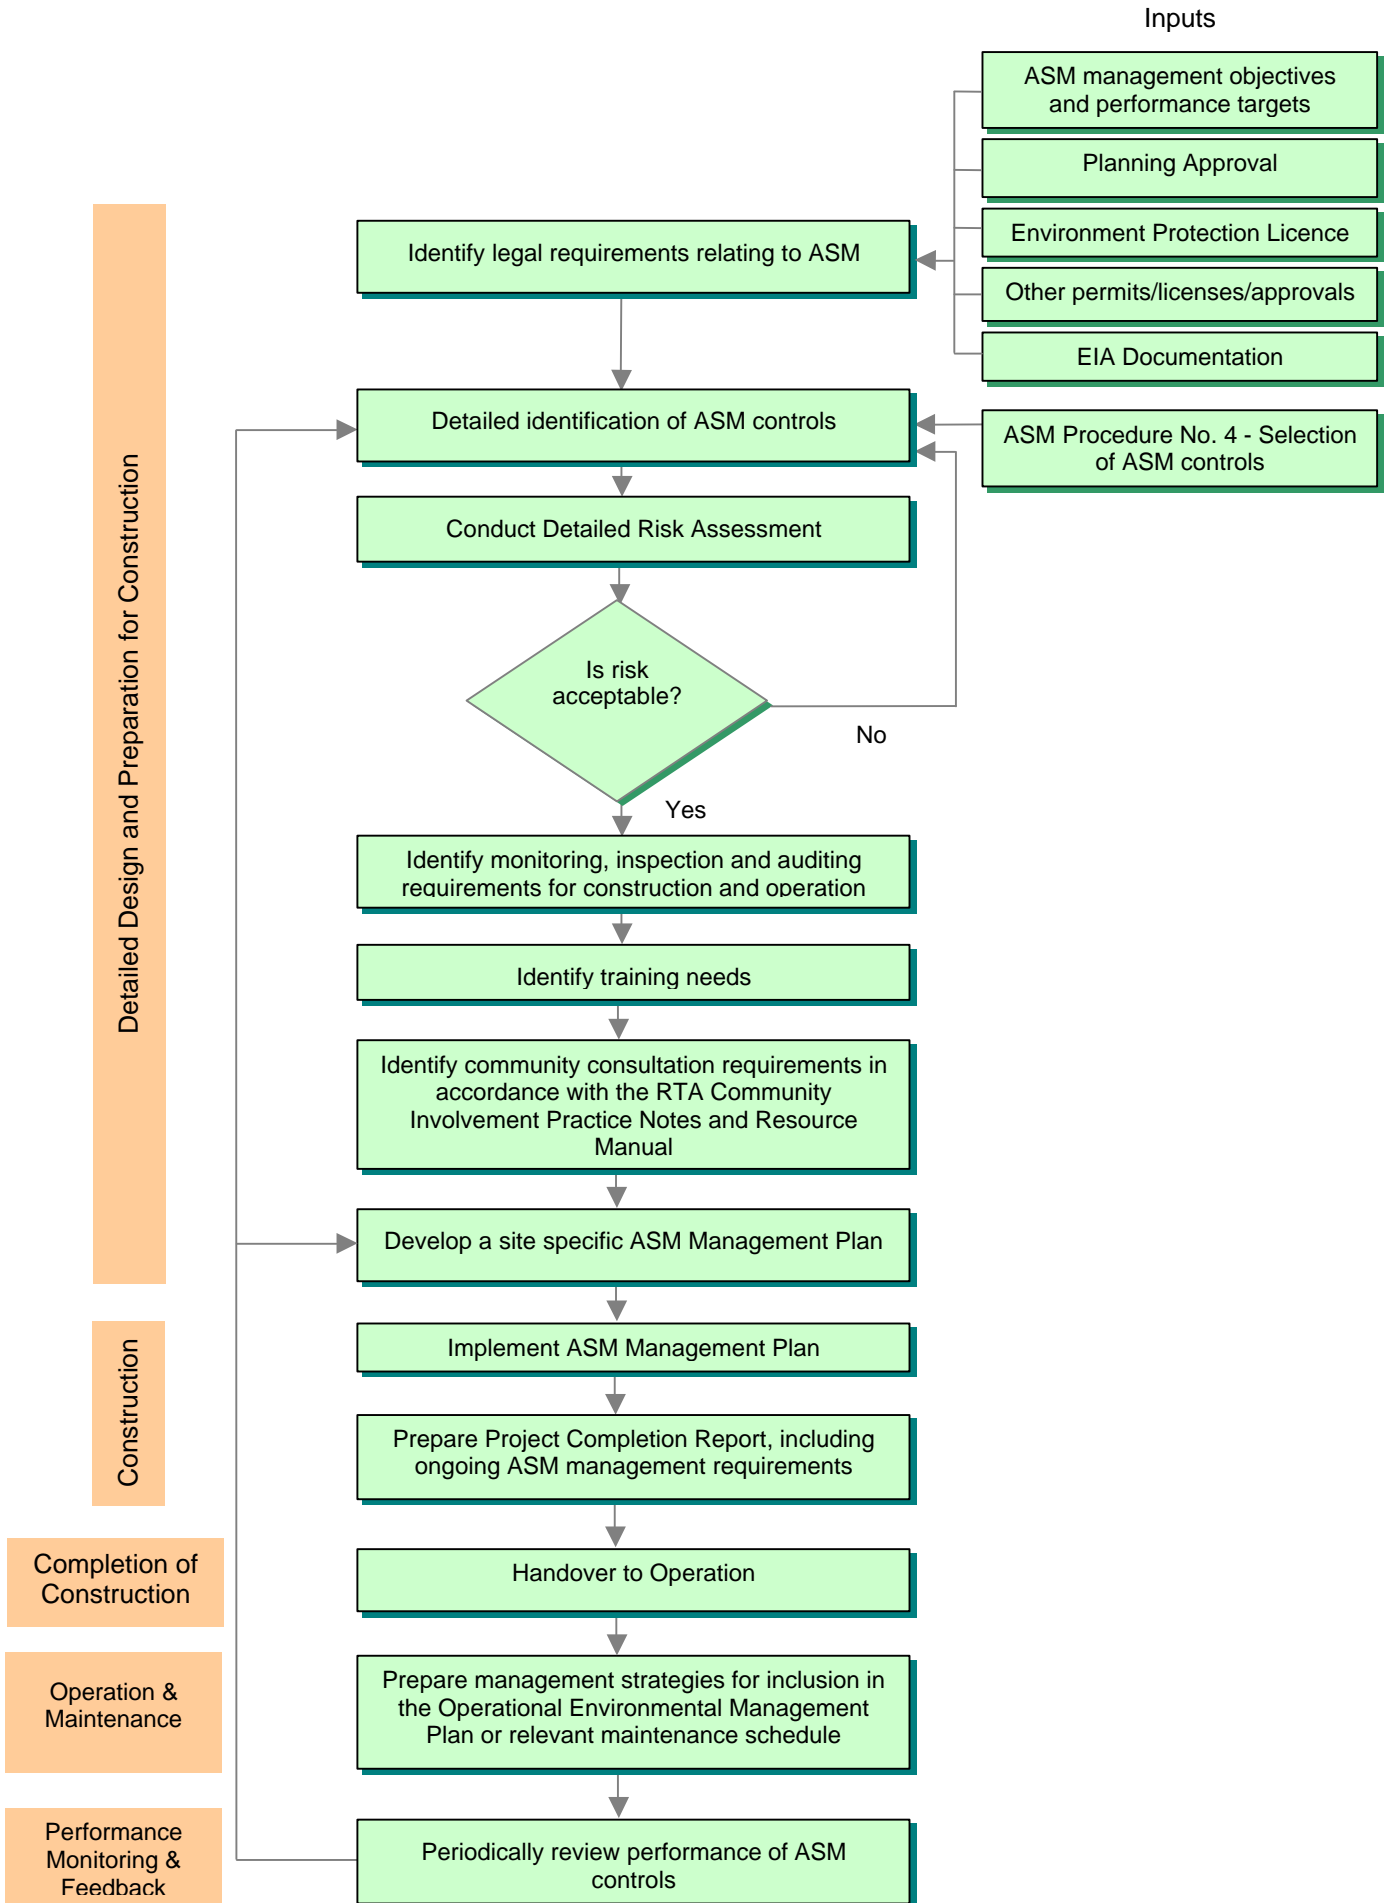 Inputs
ASM management objectives
and performance targets
Planning Approval
Environment Protection Licence
Other permits/licenses/approvals
EIA Documentation
ASM Procedure No. 4 - Selection
of ASM controls
Detailed Design and Preparation for Construction
Identify legal requirements relating to ASM
Detailed identification of ASM controls
Conduct Detailed Risk Assessment
Is risk
acceptable?
No
Yes
Identify monitoring, inspection and auditing
requirements for construction and operation
Identify training needs
Identify community consultation requirements in
accordance with the RTA Community
Involvement Practice Notes and Resource
Manual
Develop a site specific ASM Management Plan
Construction
Implement ASM Management Plan
Prepare Project Completion Report, including
ongoing ASM management requirements
Completion of
Construction
Handover to Operation
Operation &
Maintenance
Prepare management strategies for inclusion in
the Operational Environmental Management
Plan or relevant maintenance schedule
Performance
Monitoring &
Feedback
Periodically review performance of ASM
controls